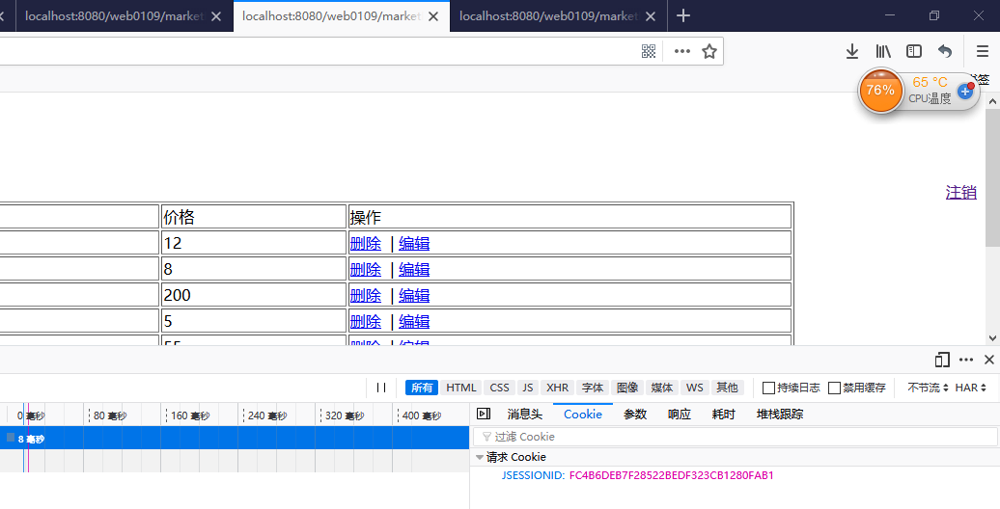 localhost:8080/web0109/market
localhost:8080/web0109/market
localhost:8080/web0109/market
76%
65 °C
CPU温度
签
注销
价格
操作
12
删除 | 编辑
8
删除 | 编辑
200
删除 | 编辑
5
删除 | 编辑
55
删除 | 编辑
所有 HTML CSS JS XHR 字体 图像 媒体 WS 其他 持续日志 禁用缓存 不节流 HAR
0 毫秒 80 毫秒 160 毫秒 240 毫秒 320 毫秒 400 毫秒
消息头 Cookie 参数 响应 耗时 堆栈跟踪
8 毫秒
过滤 Cookie
请求 Cookie
JSESSIONID: FC4B6DEB7F28522BEDF323CB1280FAB1